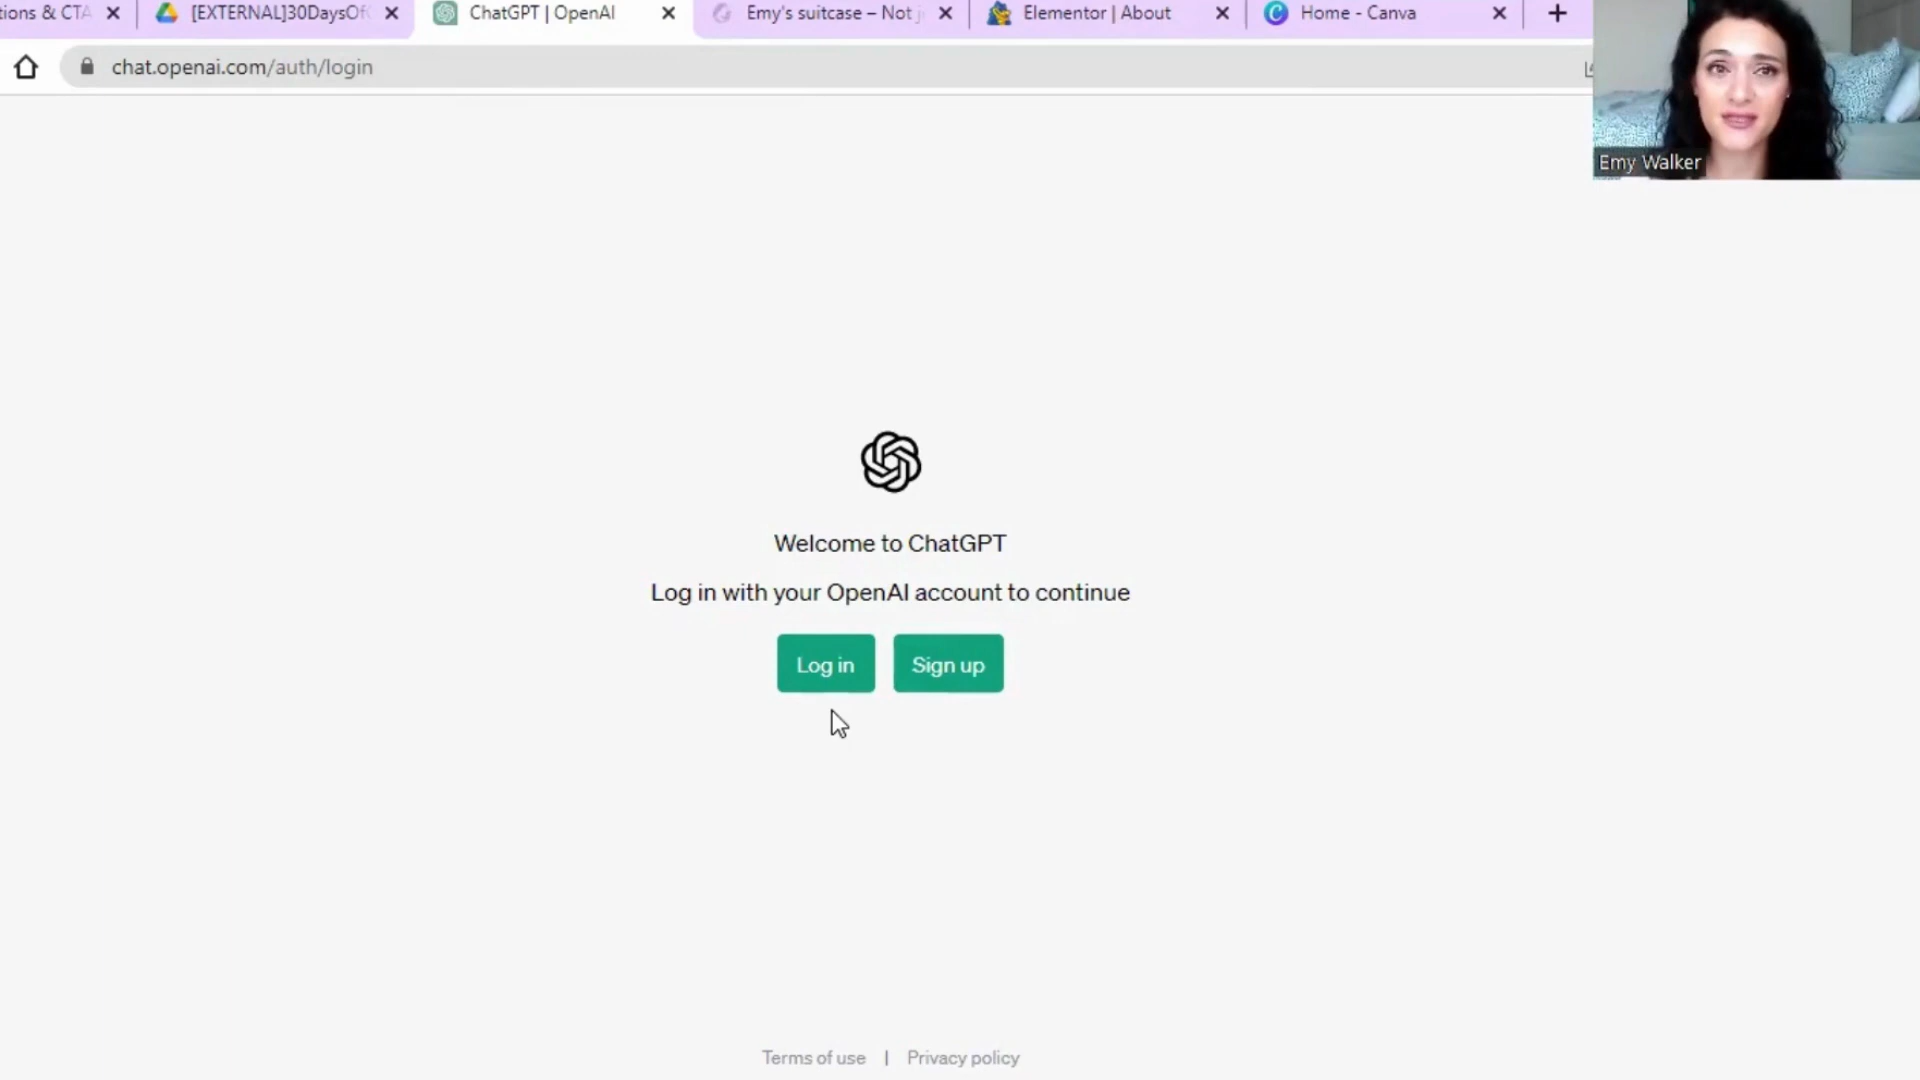 tions & CTA
[EXTERNAL]30DaysOf
ChatGPT | OpenAI
Emy's suitcase – Not j
Elementor | About
Home - Canva
chat.openai.com/auth/login
Emy Walker
Welcome to ChatGPT
Log in with your OpenAI account to continue
Log in
Sign up
Terms of use | Privacy policy